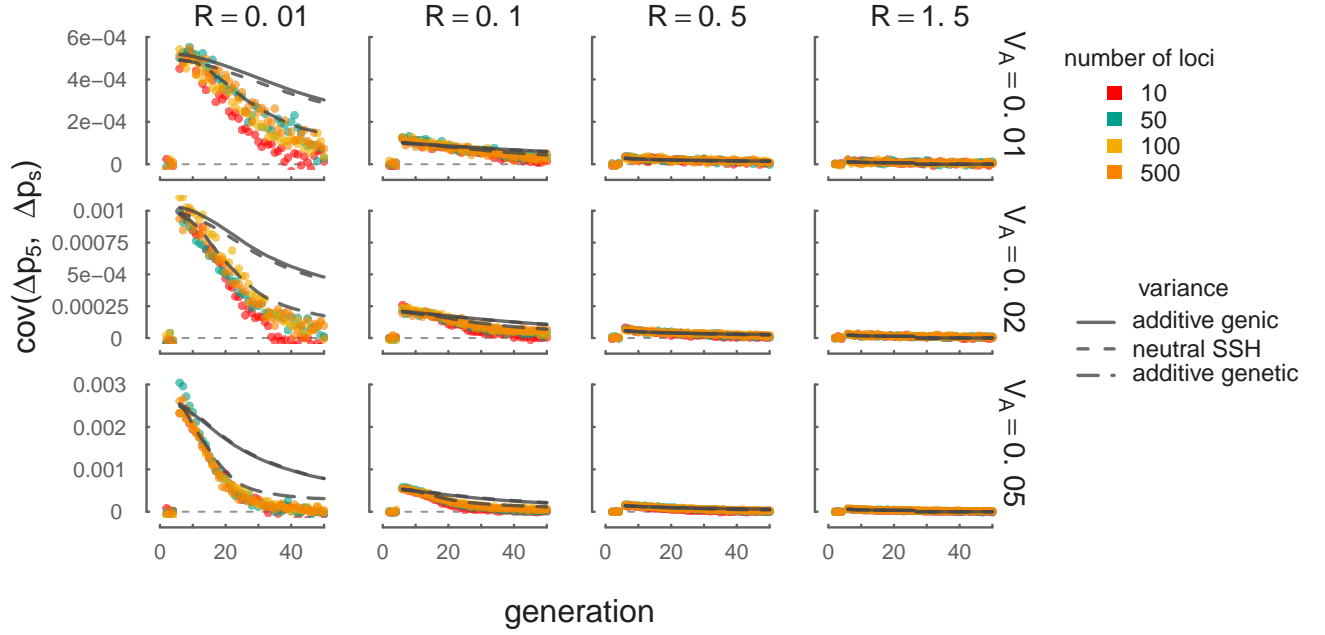 R = 0. 01
R = 0. 1
R = 0. 5
R = 1. 5
6e−04
4e−04
2e−04
0
V_A = 0. 01
0.001
0.00075
5e−04
0.00025
0
V_A = 0. 02
0.003
0.002
0.001
0
V_A = 0. 05
cov(Δp₅, Δpₛ)
0 20 40
0 20 40
0 20 40
0 20 40
generation
number of loci
10
50
100
500
variance
additive genic
neutral SSH
additive genetic